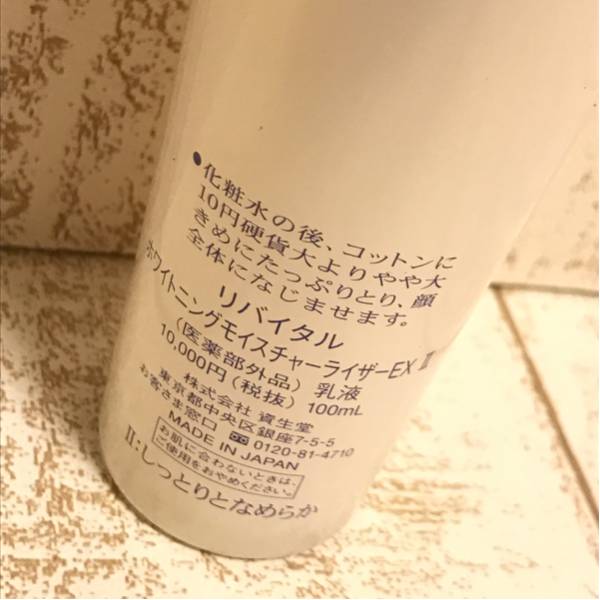 ●化粧水の後、コットンに
10円硬貨大よりやや大
きめにたっぷりとり、顔
全体になじませます。
リバイタル
ホワイトニングモイスチャーライザーEX Ⅱ
(医薬部外品) 乳液
10,000円(税抜) 100mL
株式会社 資生堂
東京都中央区銀座7-5-5
お客さま窓口 0120-81-4710
MADE IN JAPAN
お肌に合わないときは、
ご使用をおやめください。
Ⅱ:しっとりとなめらか